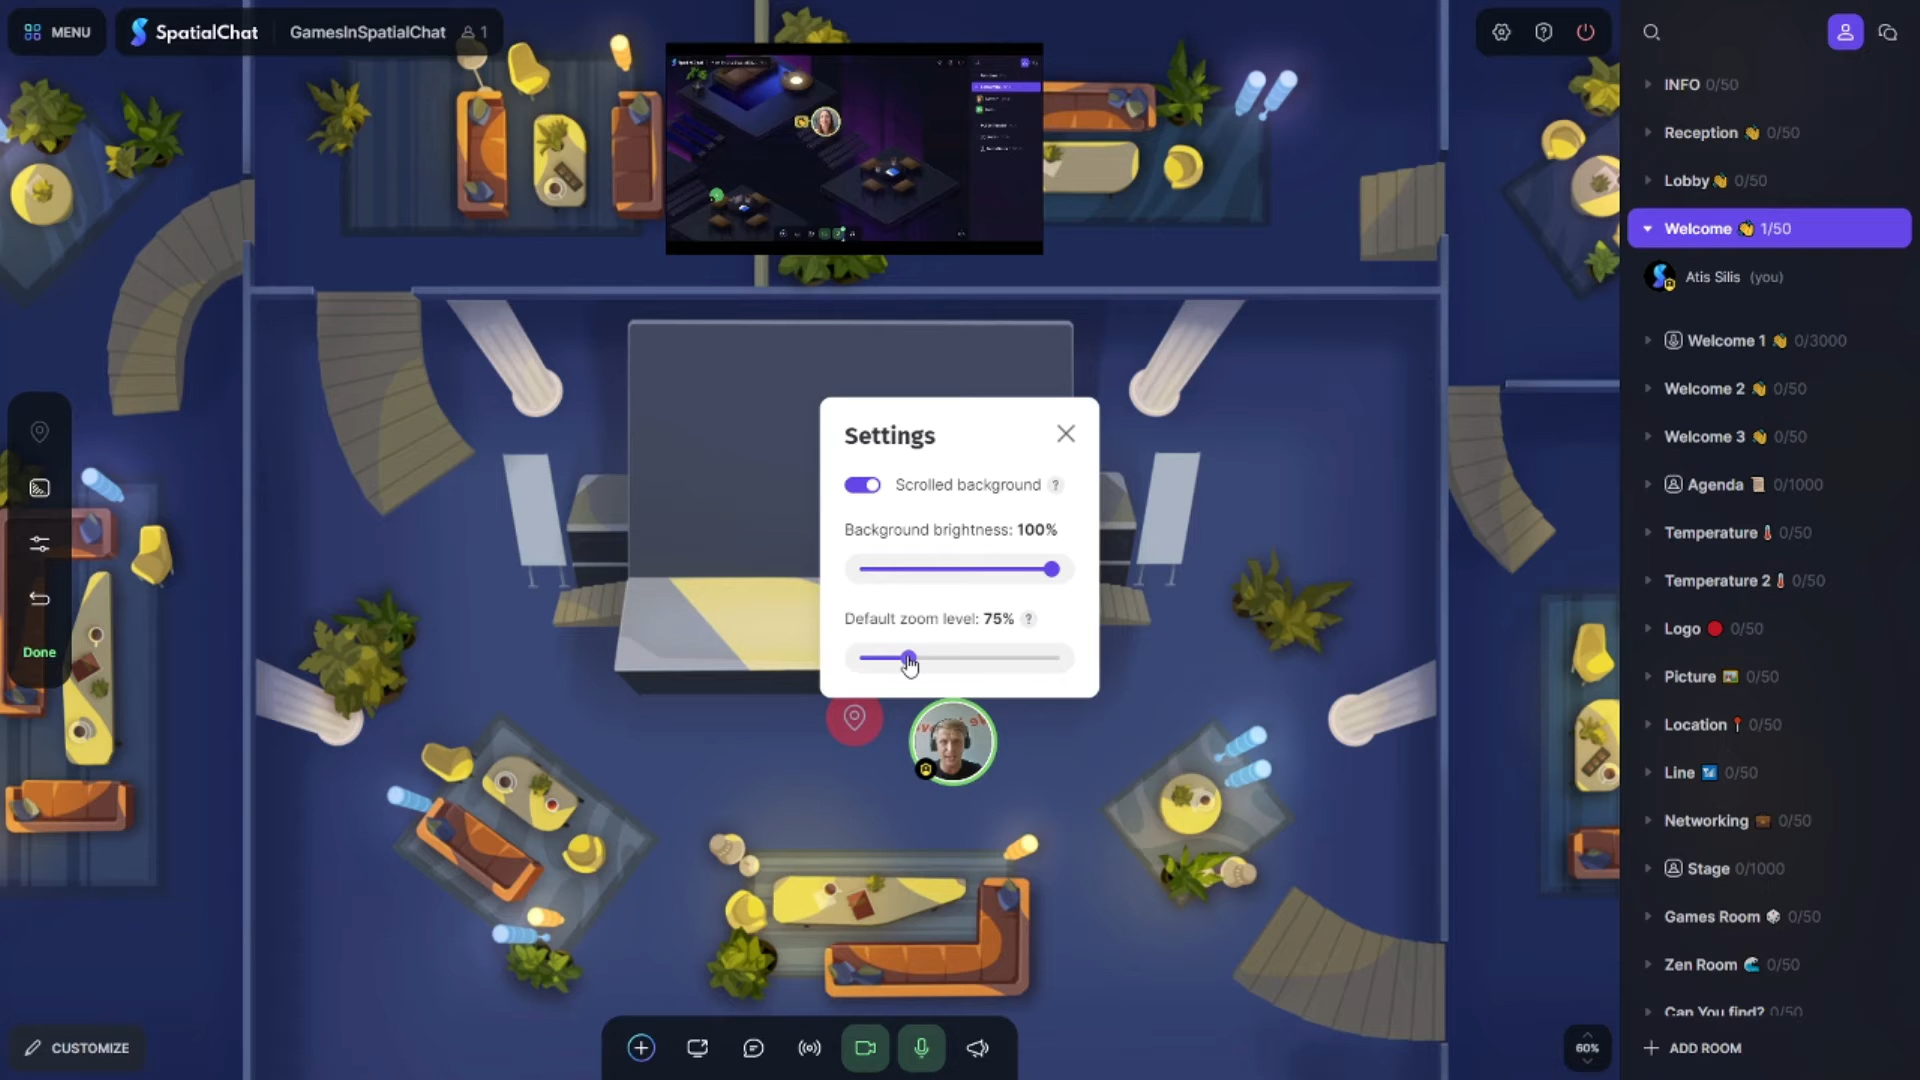 MENU
SpatialChat
GamesInSpatialChat 1
INFO 0/50
Reception 👋 0/50
Lobby 👋 0/50
Welcome 👋 1/50
Atis Silis (you)
Welcome 1 👋 0/3000
Welcome 2 👋 0/50
Welcome 3 👋 0/50
Agenda 📜 0/1000
Temperature 🌡 0/50
Temperature 2 🌡 0/50
Logo 🔴 0/50
Picture 🖼 0/50
Location 📍 0/50
Line 📶 0/50
Networking 💼 0/50
Stage 0/1000
Games Room 🎲 0/50
Zen Room 🌊 0/50
Can You find? 0/50
ADD ROOM
Settings
Scrolled background ?
Background brightness: 100%
Default zoom level: 75% ?
Done
CUSTOMIZE
60%